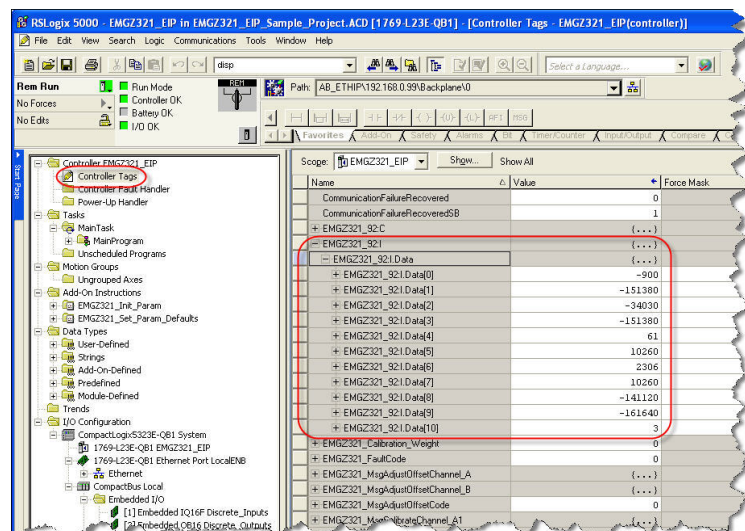 RSLogix 5000 - EMGZ321_EIP in EMGZ321_EIP_Sample_Project.ACD [1769-L23E-QB1] - [Controller Tags - EMGZ321_EIP(controller)]
File Edit View Search Logic Communications Tools Window Help
disp
Select a Language...
Rem Run
Run Mode
REM
Path: AB_ETHIP\192.168.0.99\Backplane\0
No Forces
Controller OK
Battery OK
No Edits
I/O OK
Favorites Add-On Safety Alarms Bit Timer/Counter Input/Output Compare
Start Page
Controller EMGZ321_EIP
Controller Tags
Controller Fault Handler
Power-Up Handler
Tasks
MainTask
MainProgram
Unscheduled Programs
Motion Groups
Ungrouped Axes
Add-On Instructions
EMGZ321_Init_Param
EMGZ321_Set_Param_Defaults
Data Types
User-Defined
Strings
Add-On-Defined
Predefined
Module-Defined
Trends
I/O Configuration
CompactLogix5323E-QB1 System
1769-L23E-QB1 EMGZ321_EIP
1769-L23E-QB1 Ethernet Port LocalENB
Ethernet
CompactBus Local
Embedded I/O
[1] Embedded IQ16F Discrete_Inputs
[2] Embedded OB16 Discrete_Outputs
Scope: EMGZ321_EIP Show... Show All
Name Value Force Mask
CommunicationFailureRecovered 0
CommunicationFailureRecoveredSB 1
EMGZ321_92:C {...}
EMGZ321_92:I {...}
EMGZ321_92:I.Data {...}
EMGZ321_92:I.Data[0] -900
EMGZ321_92:I.Data[1] -151380
EMGZ321_92:I.Data[2] -34030
EMGZ321_92:I.Data[3] -151380
EMGZ321_92:I.Data[4] 61
EMGZ321_92:I.Data[5] 10260
EMGZ321_92:I.Data[6] 2306
EMGZ321_92:I.Data[7] 10260
EMGZ321_92:I.Data[8] -141120
EMGZ321_92:I.Data[9] -161640
EMGZ321_92:I.Data[10] 3
EMGZ321_Calibration_Weight 0
EMGZ321_FaultCode 0
EMGZ321_MsgAdjustOffsetChannel_A {...}
EMGZ321_MsgAdjustOffsetChannel_B {...}
EMGZ321_MsgAdjustOffsetCode 0
EMGZ321_MsgCalibrateChannel_A1